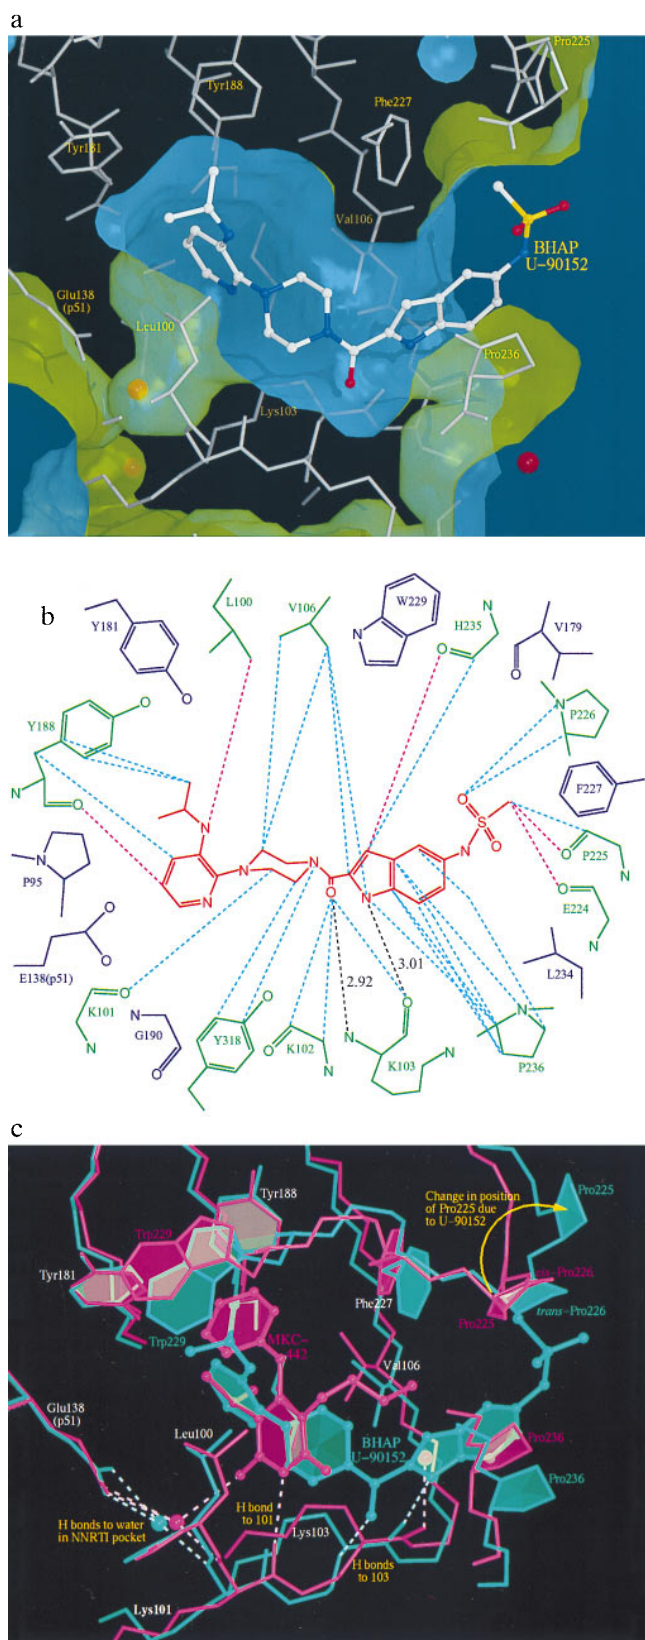 a
Pro225
Tyr188
Phe227
Tyr181
Val106
BHAP
U-90152
Glu138
(p51)
Leu100
Pro236
Lys103
b
L100
V106
W229
H235
V179
Y181
N
O
N
O
N
Y188
O
O
P226
N
F227
N
O
S
O
N
P225
O
N
E224
O
N
P95
N
N
N
N
N
O
N
E138(p51)
O
O
L234
2.92
3.01
K101
O
N
G190
N
O
Y318
O
K102
O
N
K103
N
O
N
P236
N
c
Tyr188
Change in position
of Pro225 due
to U-90152
Pro225
Trp229
cis-Pro226
Tyr181
Phe227
Pro225
trans-Pro226
Trp229
MKC-
442
Val106
Glu138
(p51)
Leu100
BHAP
U-90152
Pro236
Pro236
H bonds to water
in NNRTI pocket
H bond
to 101
Lys103
H bonds
to 103
Lys101